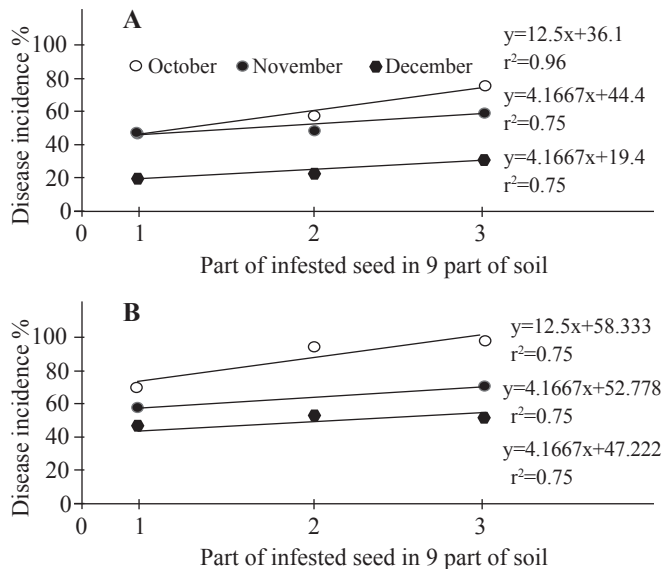 A
y=12.5x+36.1
r²=0.96
100
October November December
80
y=4.1667x+44.4
r²=0.75
60
40
y=4.1667x+19.4
r²=0.75
20
0
1 2 3
Disease incidence %
Part of infested seed in 9 part of soil
B
100
y=12.5x+58.333
r²=0.75
80
60
y=4.1667x+52.778
r²=0.75
40
y=4.1667x+47.222
r²=0.75
20
0
0 1 2 3
Disease incidence %
Part of infested seed in 9 part of soil